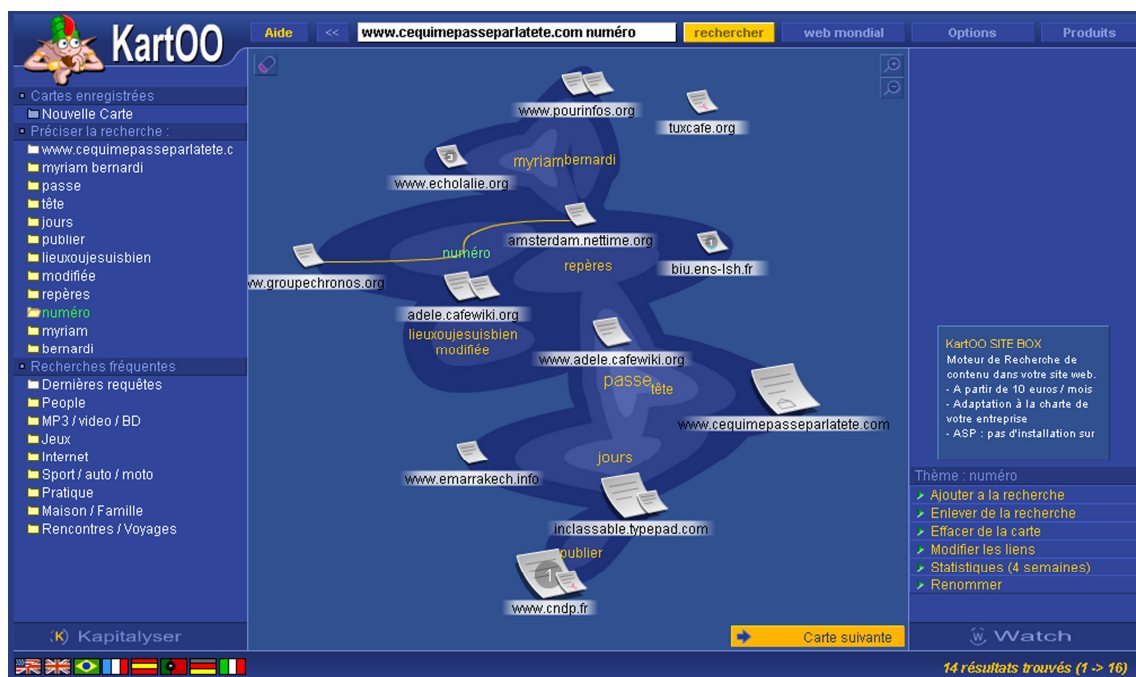 KartOO
Aide
<<
www.cequimepasseparlatete.com numéro
rechercher
web mondial
Options
Produits
Cartes enregistrées
Nouvelle Carte
Préciser la recherche :
www.cequimepasseparlatete.c
myriam bernardi
passe
tête
jours
publier
lieuxoujesuisbien
modifiée
repères
numéro
myriam
bernardi
Recherches fréquentes
Dernières requêtes
People
MP3 / video / BD
Jeux
Internet
Sport / auto / moto
Pratique
Maison / Famille
Rencontres / Voyages
K Kapitalyser
www.pourinfos.org
tuxcafe.org
myriam bernardi
www.echolalie.org
amsterdam.nettime.org
numéro
repères
biu.ens-lsh.fr
ww.groupechronos.org
adele.cafewiki.org
lieuxoujesuisbien
modifiée
www.adele.cafewiki.org
passe
tête
www.cequimepasseparlatete.com
jours
www.emarrakech.info
inclassable.typepad.com
publier
1
www.cndp.fr
Carte suivante
KartOO SITE BOX
Moteur de Recherche de
contenu dans votre site web.
- A partir de 10 euros / mois
- Adaptation à la charte de
votre entreprise
- ASP : pas d'installation sur
Thème : numéro
Ajouter a la recherche
Enlever de la recherche
Effacer de la carte
Modifier les liens
Statistiques (4 semaines)
Renommer
W Watch
14 résultats trouvés (1 -> 16)